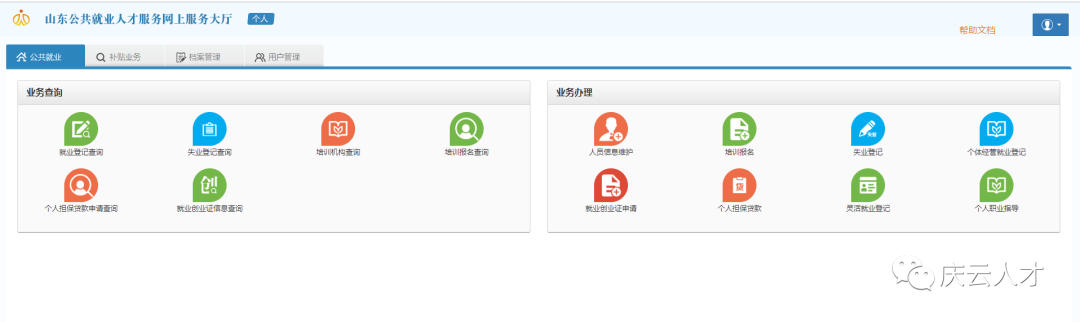 山东公共就业人才服务网上服务大厅 个人
帮助文档
公共就业 补贴业务 档案管理 用户管理
业务查询
就业登记查询 失业登记查询 培训机构查询 培训报名查询
个人担保贷款申请查询 就业创业证信息查询
业务办理
人员信息维护 培训报名 失业登记 个体经营就业登记
就业创业证申请 个人担保贷款 灵活就业登记 个人职业指导
庆云人才